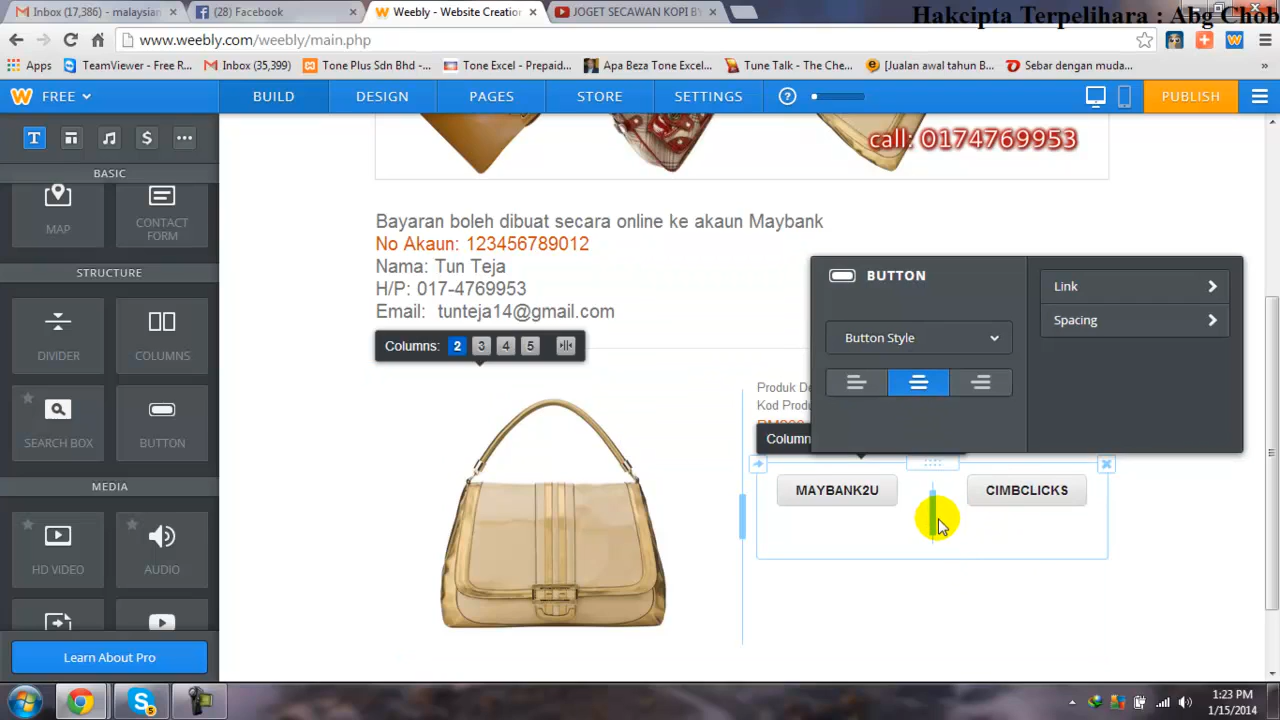 Inbox (17,386) - malaysian
(28) Facebook
Weebly - Website Creation
JOGET SECAWAN KOPI BY
Hakcipta Terpelihara : Abg Chob
www.weebly.com/weebly/main.php
Apps
TeamViewer - Free R...
Inbox (35,399)
Tone Plus Sdn Bhd -...
Tone Excel - Prepaid...
Apa Beza Tone Excel...
Tune Talk - The Che...
[Jualan awal tahun B...
Sebar dengan muda...
»
FREE
BUILD
DESIGN
PAGES
STORE
SETTINGS
?
PUBLISH
T
$
BASIC
call: 0174769953
MAP
CONTACT
FORM
STRUCTURE
DIVIDER
COLUMNS
SEARCH BOX
BUTTON
MEDIA
HD VIDEO
AUDIO
Learn About Pro
Bayaran boleh dibuat secara online ke akaun Maybank
No Akaun: 123456789012
Nama: Tun Teja
H/P: 017-4769953
Email: tunteja14@gmail.com
Columns: 2 3 4 5
BUTTON
Button Style
Link
Spacing
Produk De
Kod Produ
Column
MAYBANK2U
CIMBCLICKS
5
1:23 PM
1/15/2014